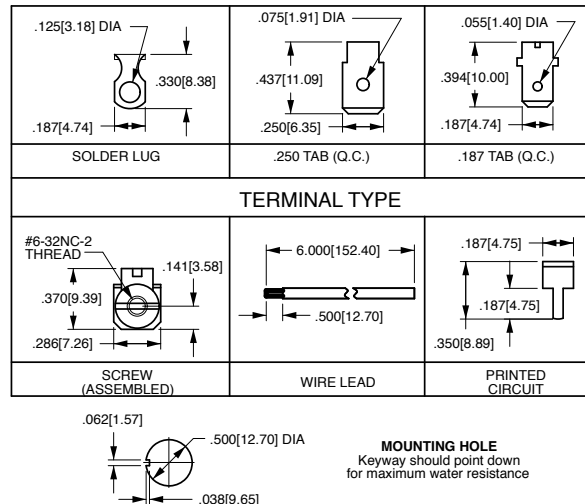 .125[3.18] DIA
.330[8.38]
.187[4.74]
SOLDER LUG
.075[1.91] DIA
.437[11.09]
.250[6.35]
.250 TAB (Q.C.)
.055[1.40] DIA
.394[10.00]
.187[4.74]
.187 TAB (Q.C.)
TERMINAL TYPE
#6-32NC-2
THREAD
.141[3.58]
.370[9.39]
.286[7.26]
SCREW
(ASSEMBLED)
6.000[152.40]
.500[12.70]
WIRE LEAD
.187[4.75]
.187[4.75]
.350[8.89]
PRINTED
CIRCUIT
.062[1.57]
.500[12.70] DIA
.038[9.65]
MOUNTING HOLE
Keyway should point down
for maximum water resistance